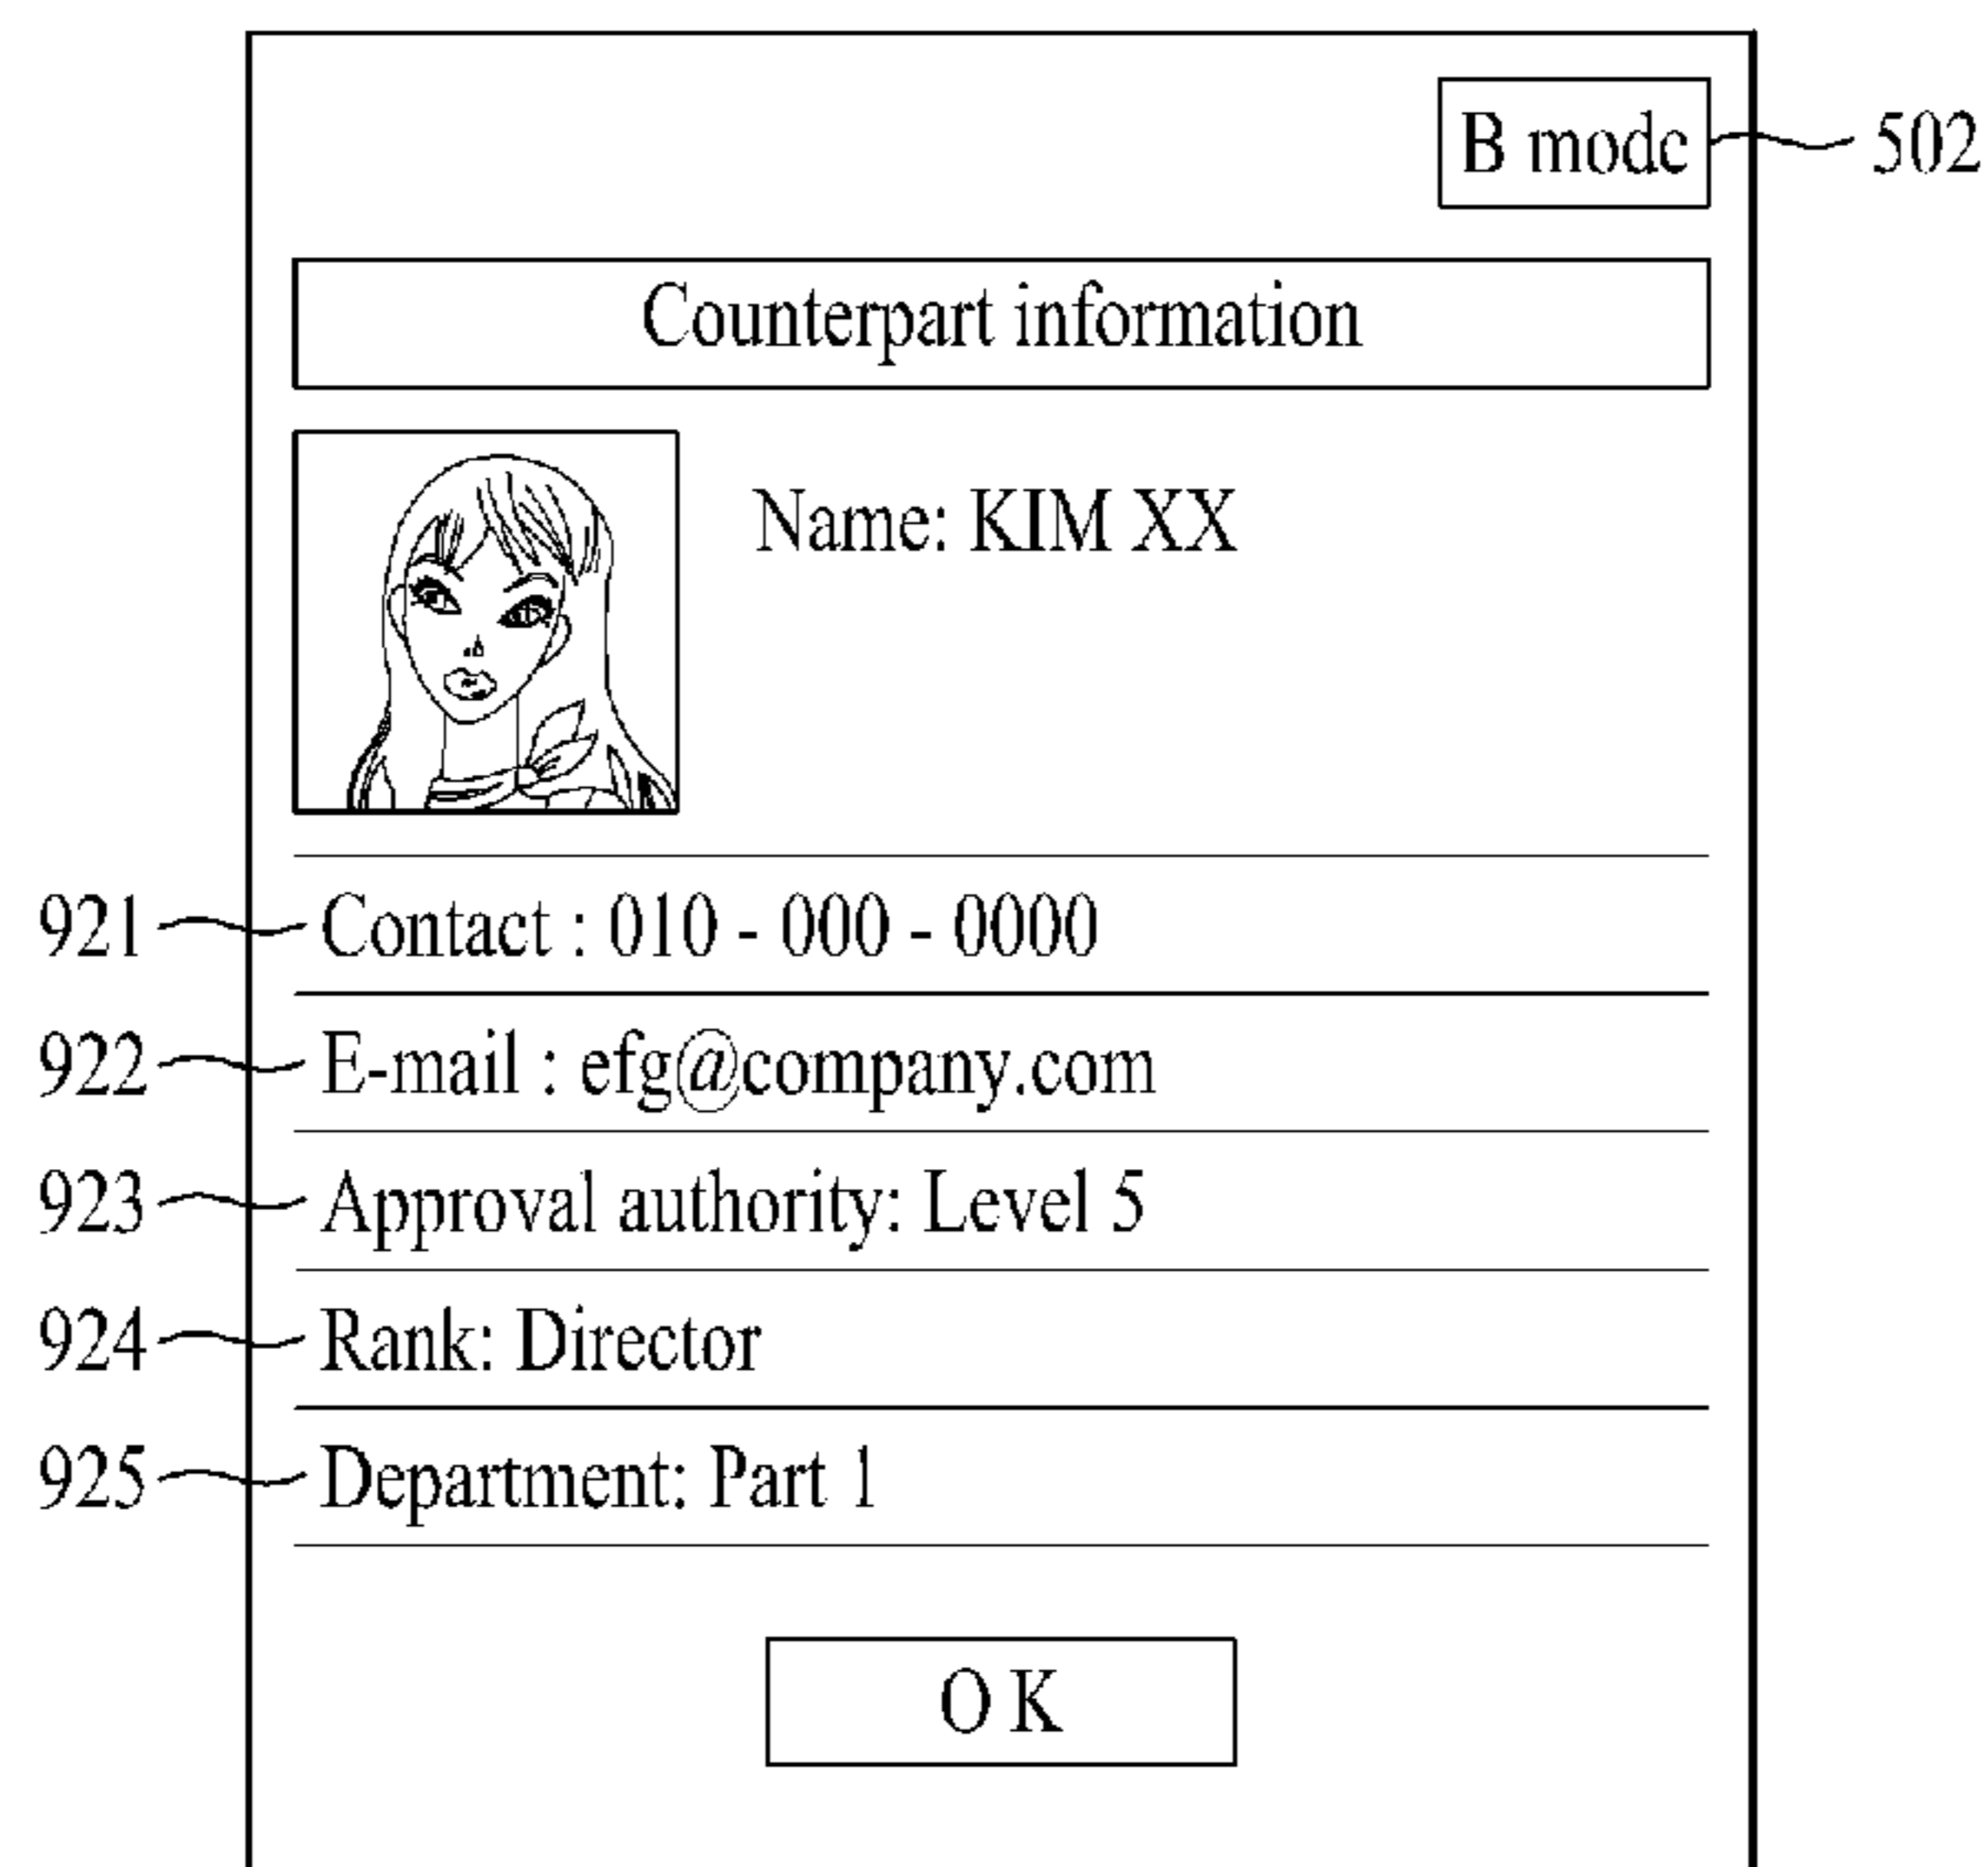 B mode 502
Counterpart information
Name: KIM XX
921 Contact : 010 - 000 - 0000
922 E-mail : efg@company.com
923 Approval authority: Level 5
924 Rank: Director
925 Department: Part 1
O K